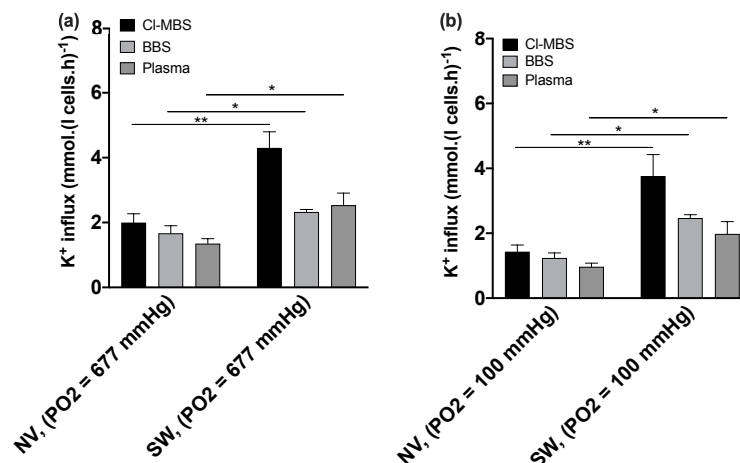 (a)
Cl-MBS
BBS
Plasma
K⁺ influx (mmol.(l cells.h)⁻¹)
8
6
4
2
0
*
*
**
NV, (PO2 = 677 mmHg)
SW, (PO2 = 677 mmHg)
(b)
Cl-MBS
BBS
Plasma
K⁺ influx (mmol.(l cells.h)⁻¹)
8
6
4
2
0
*
*
**
NV, (PO2 = 100 mmHg)
SW, (PO2 = 100 mmHg)